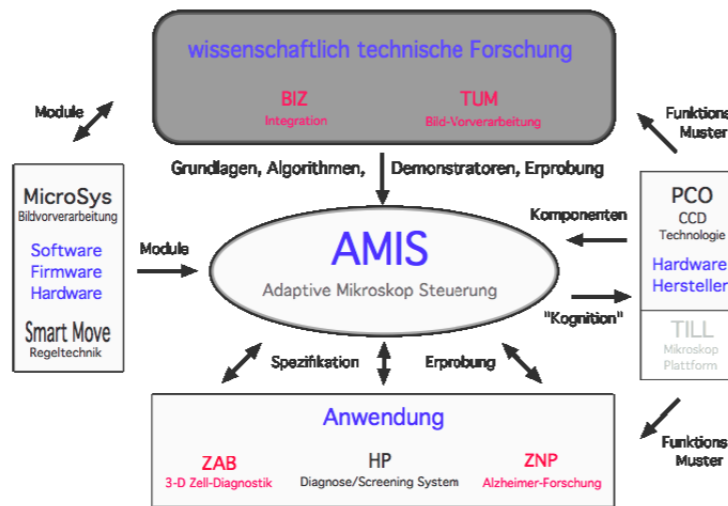 wissenschaftlich technische Forschung
BIZ
Integration
TUM
Bild-Vorverarbeitung
Module
Funktions
Muster
Grundlagen, Algorithmen,
Demonstratoren, Erprobung
MicroSys
Bildvorverarbeitung
Software
Firmware
Hardware
Smart Move
Regeltechnik
Module
AMIS
Adaptive Mikroskop Steuerung
Komponenten
"Kognition"
PCO
CCD
Technologie
Hardware
Hersteller
TILL
Mikroskop
Plattform
Spezifikation
Erprobung
Anwendung
ZAB
3-D Zell-Diagnostik
HP
Diagnose/Screening System
ZNP
Alzheimer-Forschung
Funktions
Muster